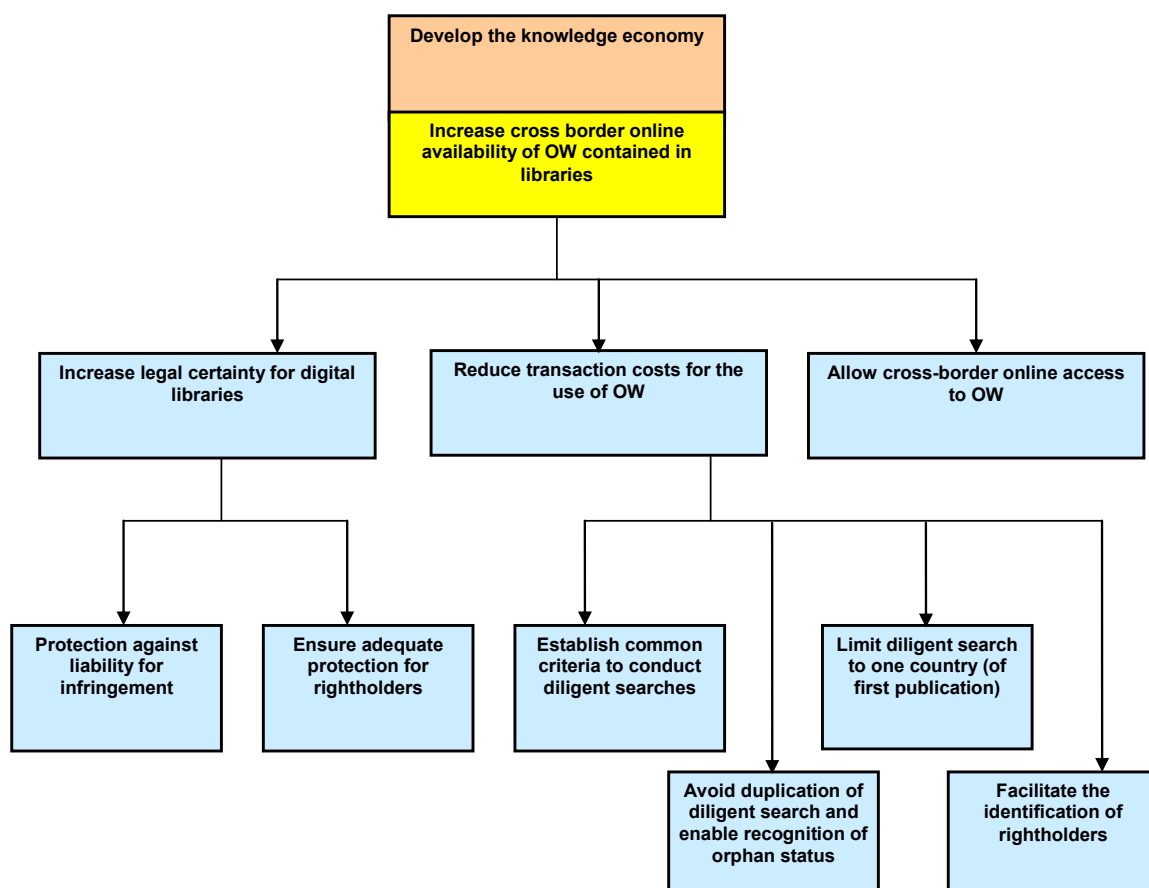 Develop the knowledge economy
Increase cross border online
availability of OW contained in
libraries
Increase legal certainty for digital
libraries
Reduce transaction costs for the
use of OW
Allow cross-border online access
to OW
Protection against
liability for
infringement
Ensure adequate
protection for
rightholders
Establish common
criteria to conduct
diligent searches
Limit diligent search
to one country (of
first publication)
Avoid duplication of
diligent search and
enable recognition of
orphan status
Facilitate the
identification of
rightholders